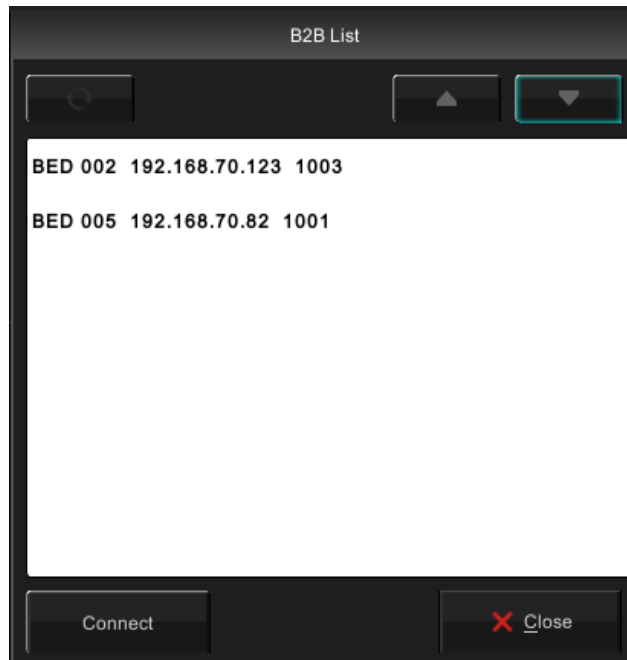 B2B List
BED 002 192.168.70.123 1003
BED 005 192.168.70.82 1001
Connect
Close